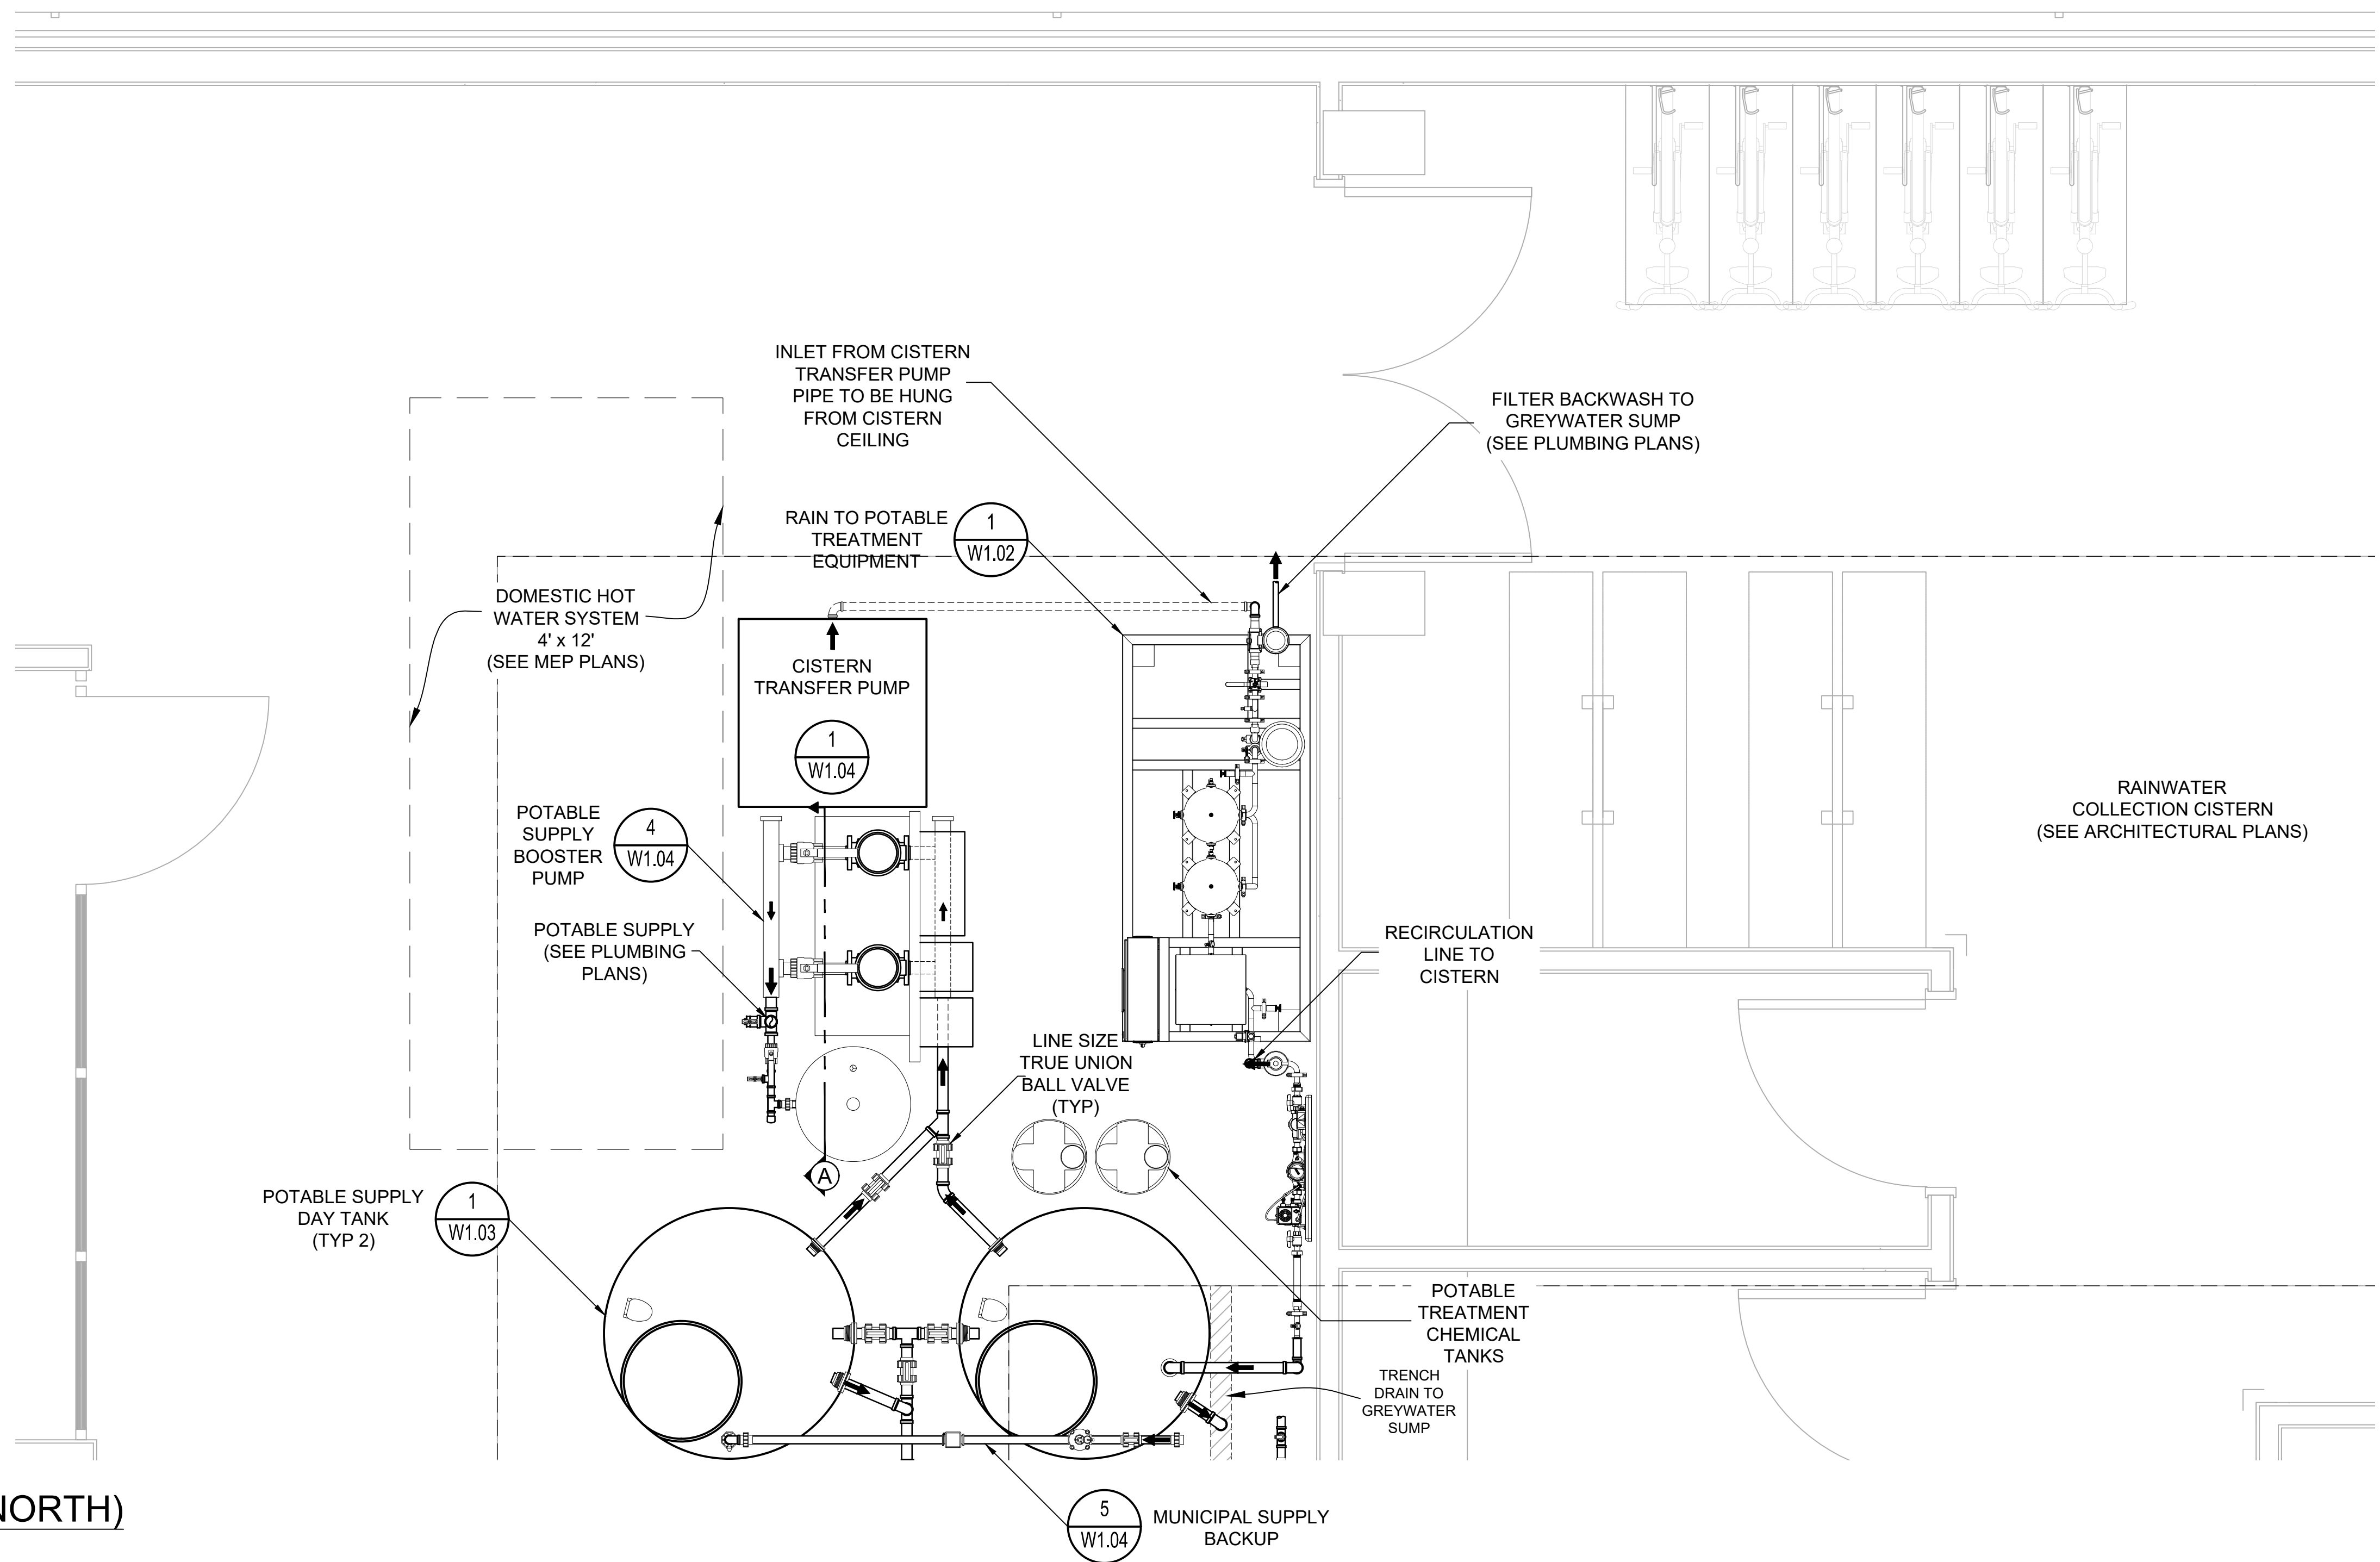 INLET FROM CISTERN
TRANSFER PUMP
PIPE TO BE HUNG
FROM CISTERN
CEILING
FILTER BACKWASH TO
GREYWATER SUMP
(SEE PLUMBING PLANS)
RAIN TO POTABLE
TREATMENT
EQUIPMENT
1
W1.02
DOMESTIC HOT
WATER SYSTEM
4' x 12'
(SEE MEP PLANS)
CISTERN
TRANSFER PUMP
1
W1.04
RAINWATER
COLLECTION CISTERN
(SEE ARCHITECTURAL PLANS)
POTABLE
SUPPLY
BOOSTER
PUMP
4
W1.04
POTABLE SUPPLY
(SEE PLUMBING
PLANS)
RECIRCULATION
LINE TO
CISTERN
LINE SIZE
TRUE UNION
BALL VALVE
(TYP)
A
POTABLE SUPPLY
DAY TANK
(TYP 2)
1
W1.03
POTABLE
TREATMENT
CHEMICAL
TANKS
TRENCH
DRAIN TO
GREYWATER
SUMP
NORTH)
5
W1.04
MUNICIPAL SUPPLY
BACKUP